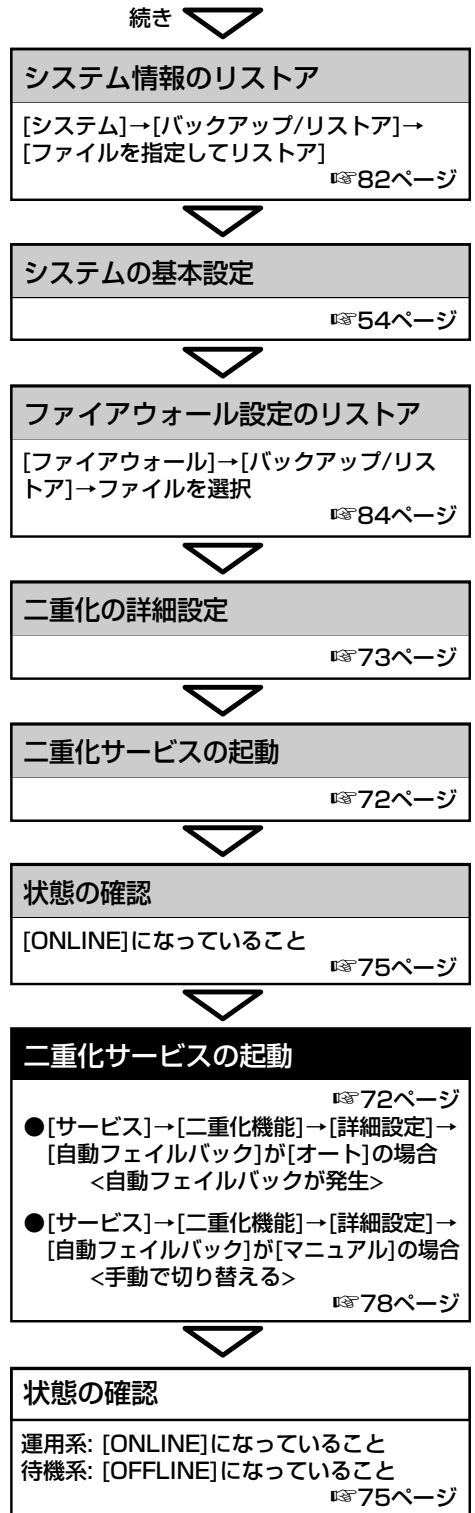 続き
システム情報のリストア
[システム]→[バックアップ/リストア]→
[ファイルを指定してリストア]
☞82ページ
システムの基本設定
☞54ページ
ファイアウォール設定のリストア
[ファイアウォール]→[バックアップ/リス
トア]→ファイルを選択
☞84ページ
二重化の詳細設定
☞73ページ
二重化サービスの起動
☞72ページ
状態の確認
[ONLINE]になっていること
☞75ページ
二重化サービスの起動
☞72ページ
●[サービス]→[二重化機能]→[詳細設定]→
[自動フェイルバック]が[オート]の場合
<自動フェイルバックが発生>
●[サービス]→[二重化機能]→[詳細設定]→
[自動フェイルバック]が[マニュアル]の場合
<手動で切り替える>
☞78ページ
状態の確認
運用系: [ONLINE]になっていること
待機系: [OFFLINE]になっていること
☞75ページ